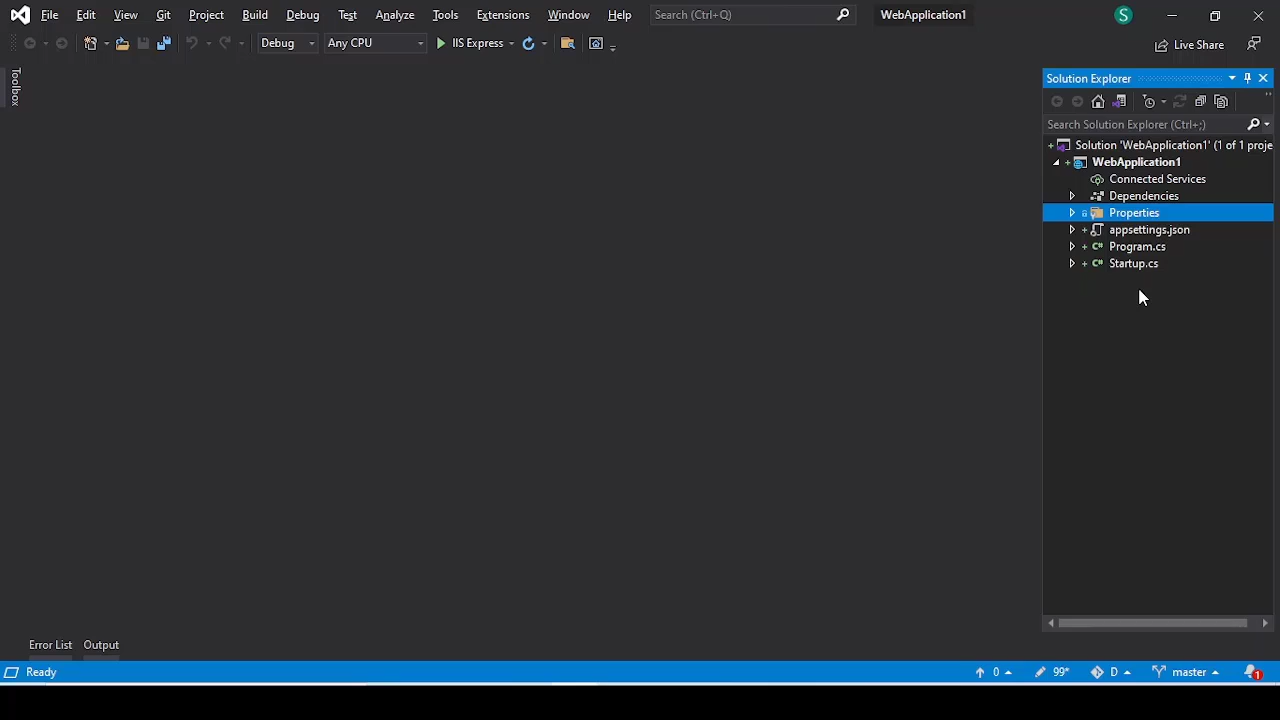 File Edit View Git Project Build Debug Test Analyze Tools Extensions Window Help Search (Ctrl+Q) WebApplication1 S
Debug Any CPU IIS Express Live Share
Toolbox
Solution Explorer
Search Solution Explorer (Ctrl+;)
Solution 'WebApplication1' (1 of 1 proje
WebApplication1
Connected Services
Dependencies
Properties
appsettings.json
Program.cs
Startup.cs
Error List Output
Ready 0 99* D master 1